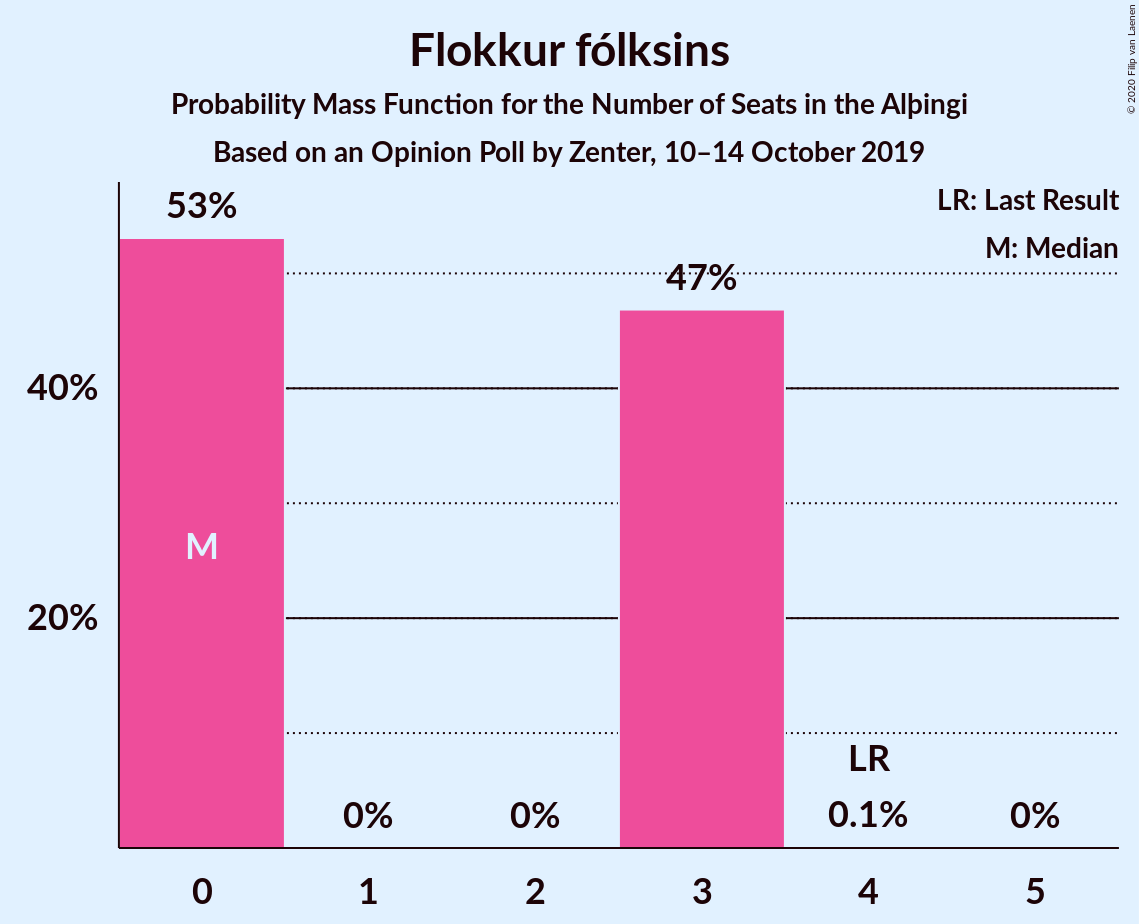 Flokkur fólksins
Probability Mass Function for the Number of Seats in the Alþingi
Based on an Opinion Poll by Zenter, 10–14 October 2019
© 2020 Filip van Laenen
LR: Last Result
M: Median
53%
47%
40%
M
20%
LR
0%
0%
0.1%
0%
0
1
2
3
4
5